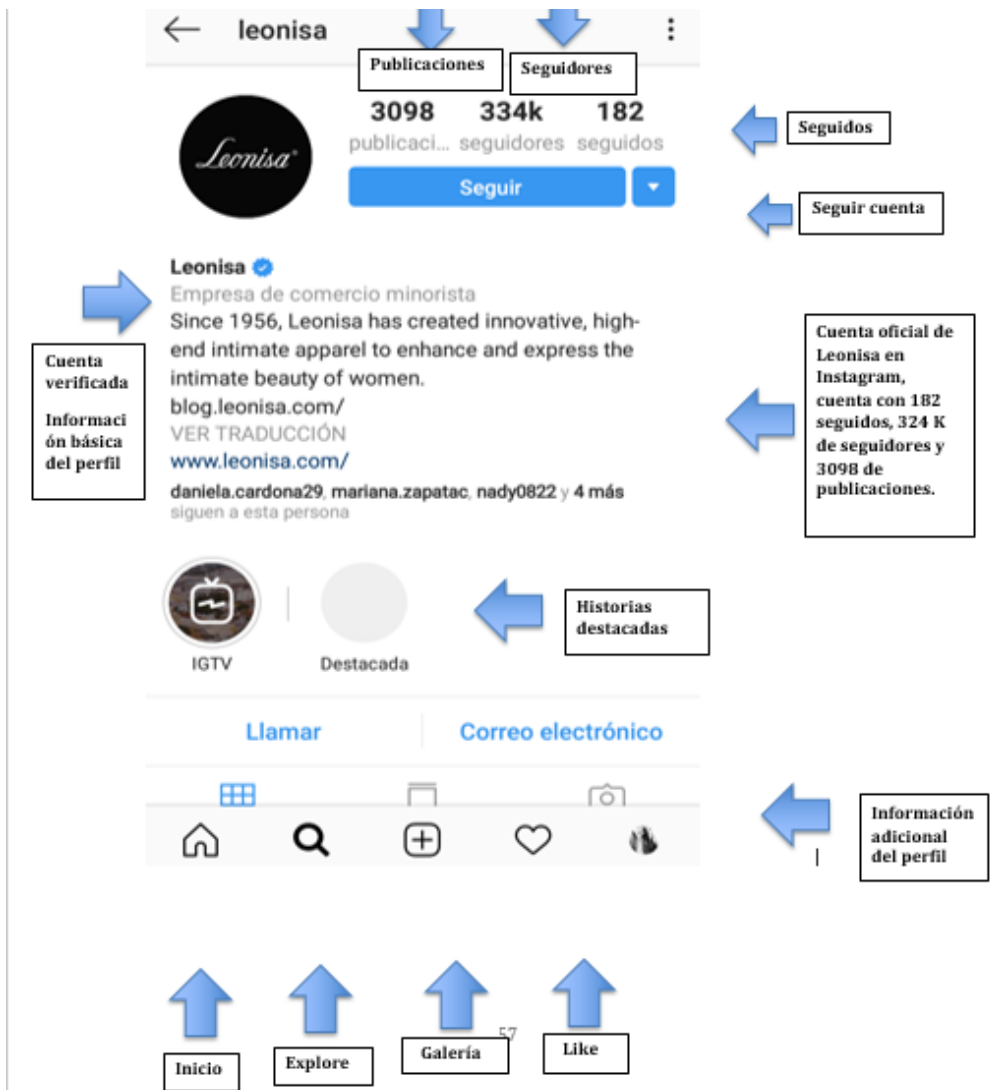 leonisa
Publicaciones
Seguidores
3098 334k 182
publicaci... seguidores seguidos
Seguidos
Leonisa
Seguir
Seguir cuenta
Leonisa
Empresa de comercio minorista
Since 1956, Leonisa has created innovative, high-
end intimate apparel to enhance and express the
intimate beauty of women.
blog.leonisa.com/
VER TRADUCCIÓN
www.leonisa.com/
daniela.cardona29, mariana.zapatac, nady0822 y 4 más
siguen a esta persona
Cuenta
verificada
Informaci
ón básica
del perfil
Cuenta oficial de
Leonisa en
Instagram,
cuenta con 182
seguidos, 324 K
de seguidores y
3098 de
publicaciones.
Historias
destacadas
IGTV
Destacada
Llamar
Correo electrónico
Información
adicional
del perfil
57
Inicio
Explore
Galería
Like